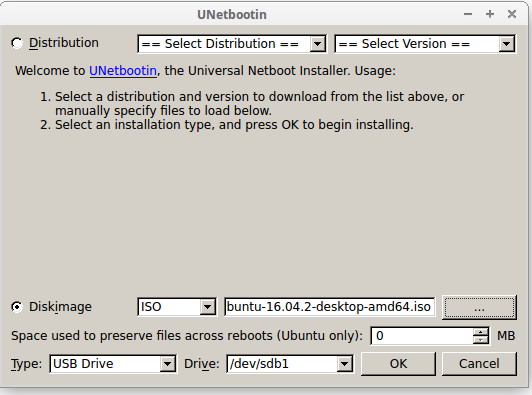 UNetbootin
Distribution == Select Distribution == == Select Version ==
Welcome to UNetbootin, the Universal Netboot Installer. Usage:
1. Select a distribution and version to download from the list above, or
manually specify files to load below.
2. Select an installation type, and press OK to begin installing.
Diskimage ISO buntu-16.04.2-desktop-amd64.iso ...
Space used to preserve files across reboots (Ubuntu only): 0 MB
Type: USB Drive Drive: /dev/sdb1 OK Cancel